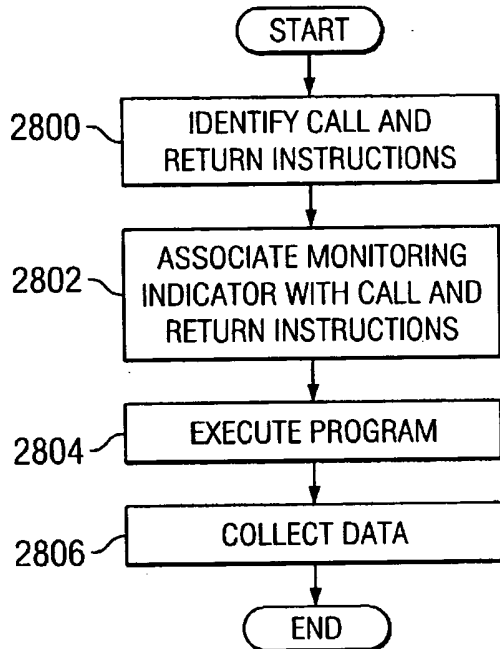 START
2800
IDENTIFY CALL AND
RETURN INSTRUCTIONS
2802
ASSOCIATE MONITORING
INDICATOR WITH CALL AND
RETURN INSTRUCTIONS
2804
EXECUTE PROGRAM
2806
COLLECT DATA
END